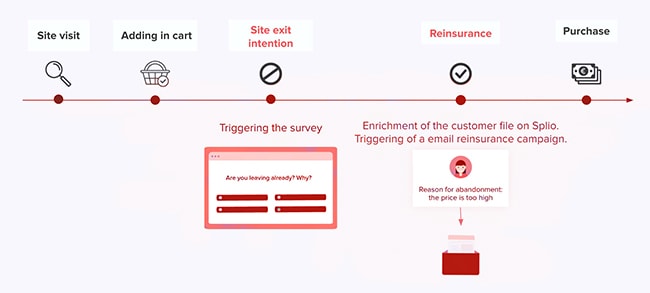 Site visit
Adding in cart
Site exit
intention
Reinsurance
Purchase
Triggering the survey
Are you leaving already? Why?
Enrichment of the customer file on Splio.
Triggering of a email reinsurance campaign.
Reason for abandonment:
the price is too high